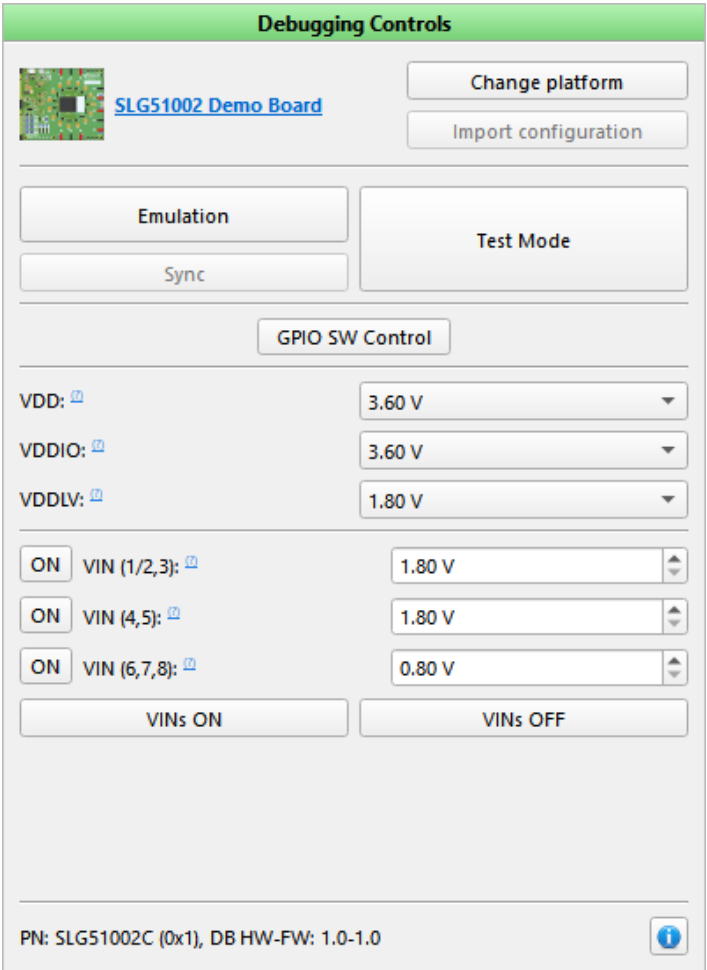 Debugging Controls
SLG51002 Demo Board
Change platform
Import configuration
Emulation
Test Mode
Sync
GPIO SW Control
VDD: (?) 3.60 V
VDDIO: (?) 3.60 V
VDDLV: (?) 1.80 V
ON VIN (1/2,3): (?) 1.80 V
ON VIN (4,5): (?) 1.80 V
ON VIN (6,7,8): (?) 0.80 V
VINs ON VINs OFF
PN: SLG51002C (0x1), DB HW-FW: 1.0-1.0